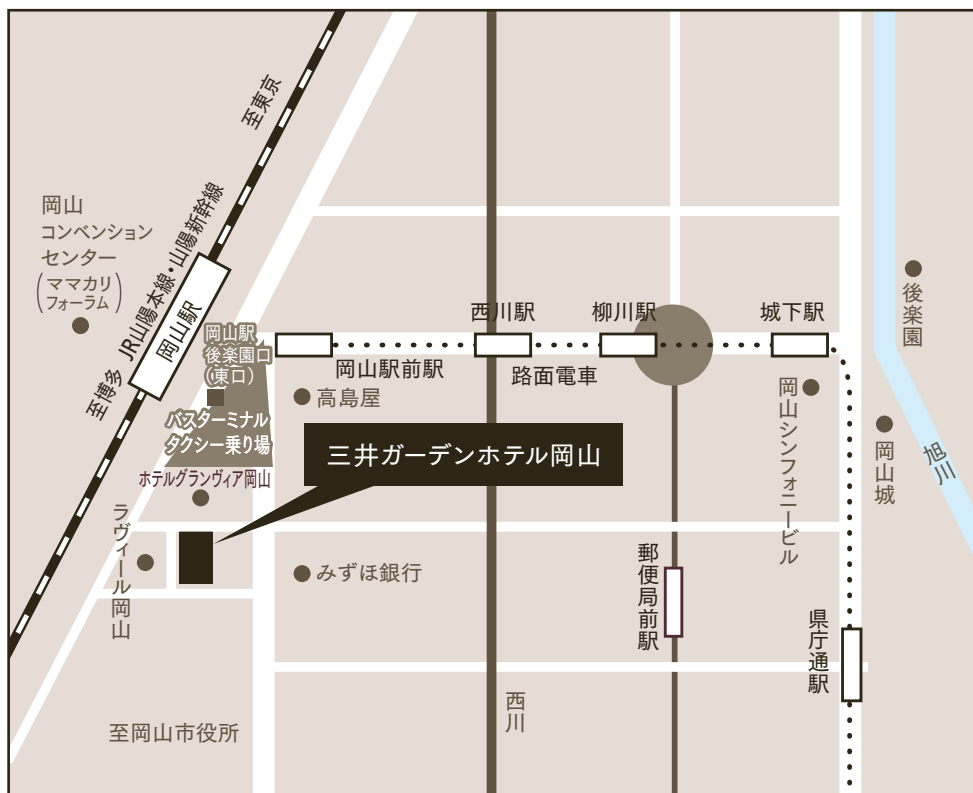 至東京
JR山陽本線・山陽新幹線
至博多
岡山駅
岡山
コンベンション
センター
(ママカリ
フォーラム)
岡山駅
後楽園口
(東口)
バスターミナル
タクシー乗り場
ホテルグランヴィア岡山
岡山駅前駅
高島屋
西川駅
路面電車
柳川駅
城下駅
後楽園
岡山シンフォニービル
岡山城
旭川
三井ガーデンホテル岡山
ラヴィール岡山
みずほ銀行
郵便局前駅
県庁通駅
西川
至岡山市役所